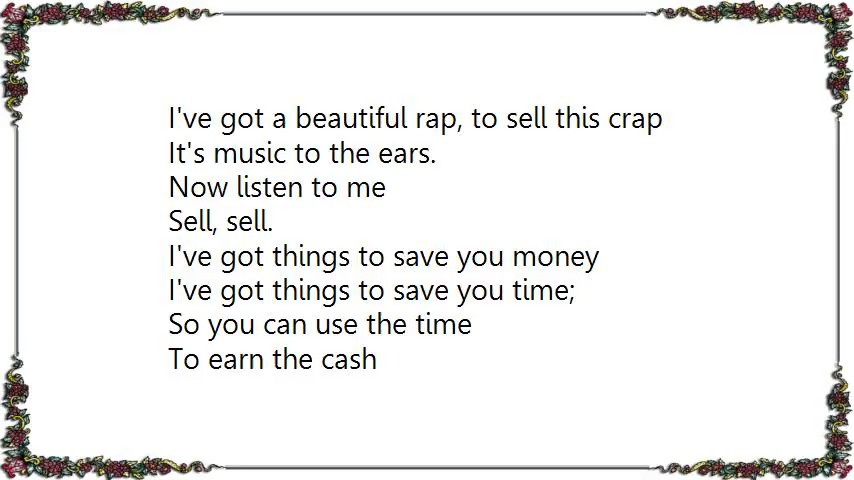 I've got a beautiful rap, to sell this crap
It's music to the ears.
Now listen to me
Sell, sell.
I've got things to save you money
I've got things to save you time;
So you can use the time
To earn the cash